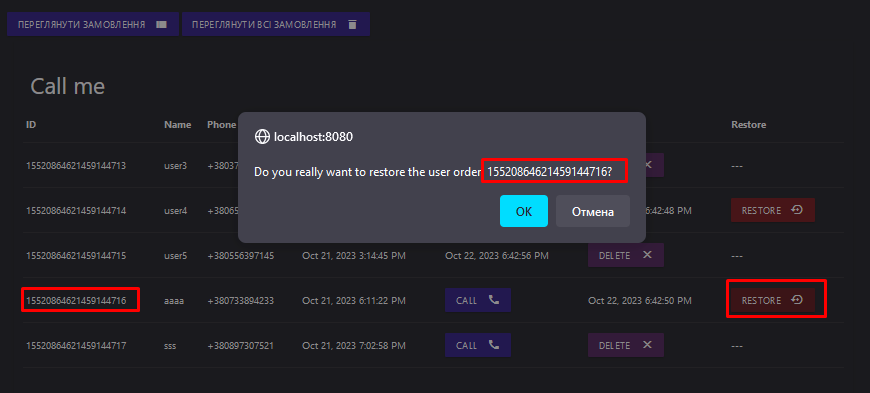 ПЕРЕГЛЯНУТИ ЗАМОВЛЕННЯ ПЕРЕГЛЯНУТИ ВСІ ЗАМОВЛЕННЯ
Call me
ID Name Phone Restore
localhost:8080
Do you really want to restore the user order 15520864621459144716?
OK Отмена
15520864621459144713 user3 +3803 ---
15520864621459144714 user4 +38065 6:42:48 PM RESTORE
15520864621459144715 user5 +380556397145 Oct 21, 2023 3:14:45 PM Oct 22, 2023 6:42:56 PM DELETE ---
15520864621459144716 aaaa +380733894233 Oct 21, 2023 6:11:22 PM CALL Oct 22, 2023 6:42:50 PM RESTORE
15520864621459144717 sss +380897307521 Oct 21, 2023 7:02:58 PM CALL DELETE ---